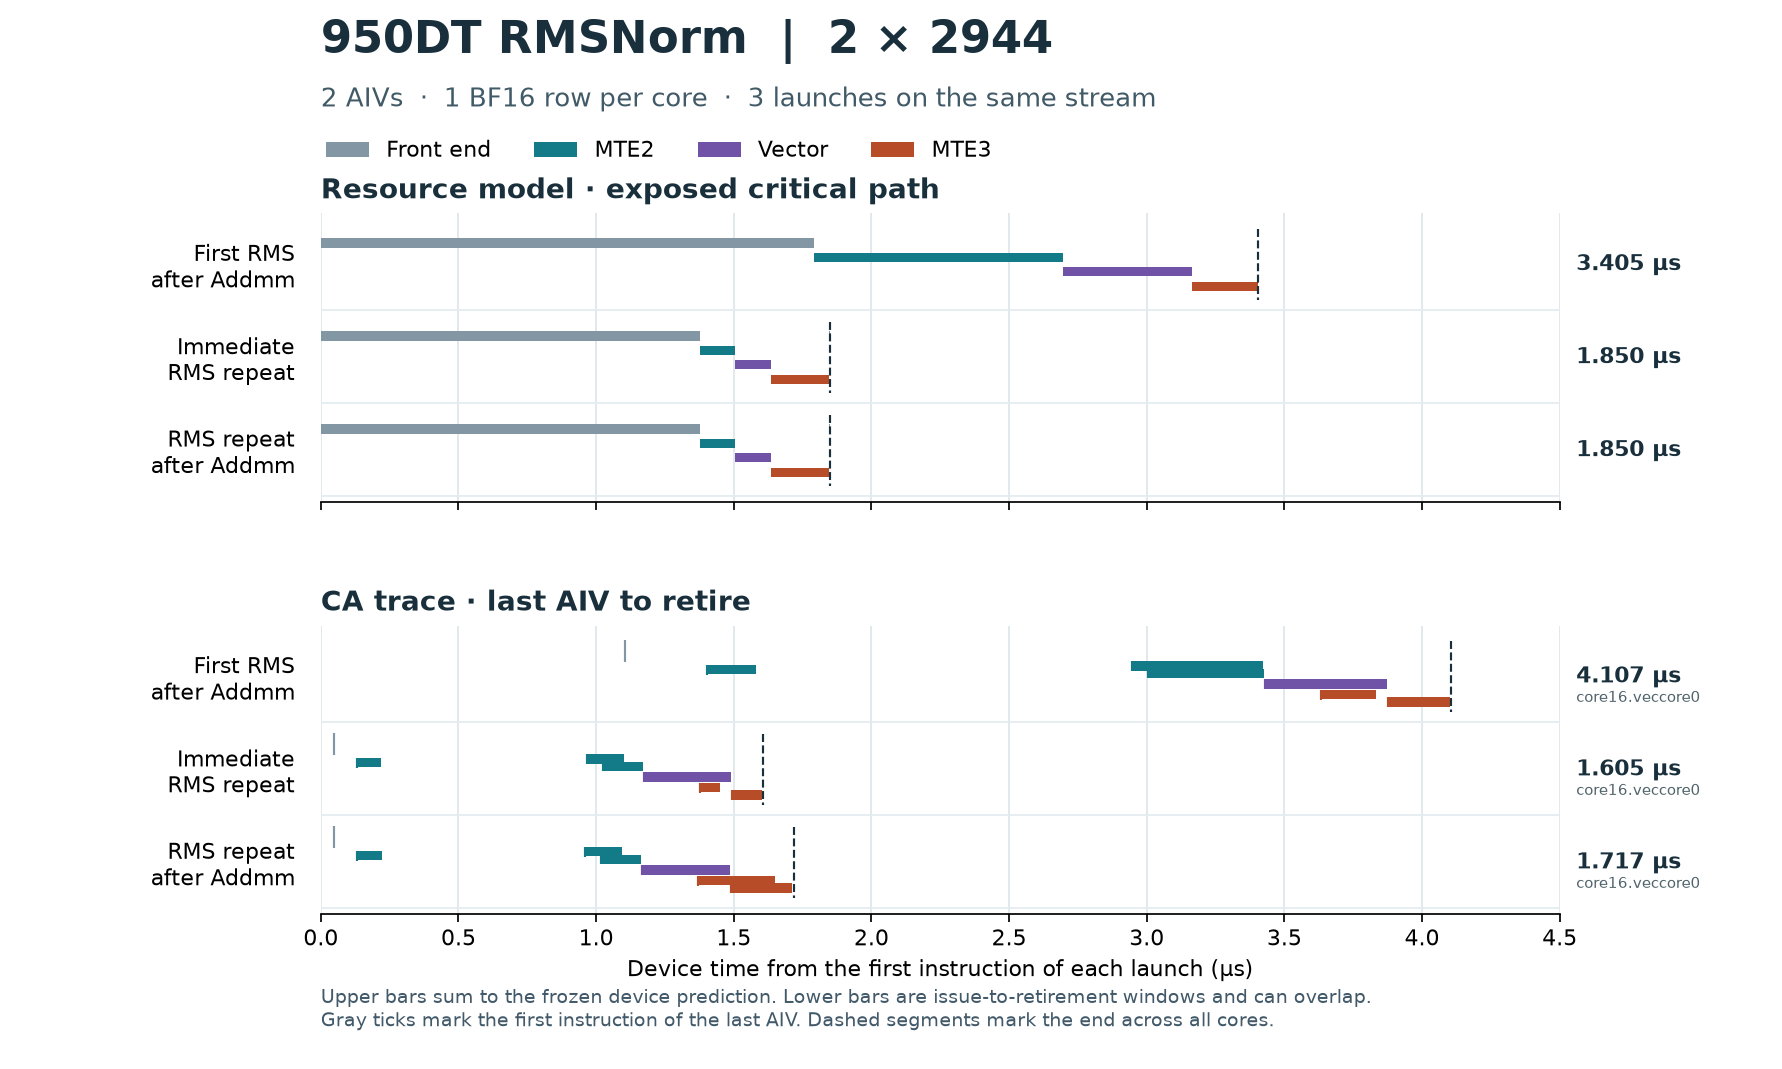 950DT RMSNorm | 2 × 2944
2 AIVs · 1 BF16 row per core · 3 launches on the same stream
Front end MTE2 Vector MTE3
Resource model · exposed critical path
First RMS
after Addmm
3.405 µs
Immediate
RMS repeat
1.850 µs
RMS repeat
after Addmm
1.850 µs
CA trace · last AIV to retire
First RMS
after Addmm
4.107 µs
core16.veccore0
Immediate
RMS repeat
1.605 µs
core16.veccore0
RMS repeat
after Addmm
1.717 µs
core16.veccore0
0.0 0.5 1.0 1.5 2.0 2.5 3.0 3.5 4.0 4.5
Device time from the first instruction of each launch (µs)
Upper bars sum to the frozen device prediction. Lower bars are issue-to-retirement windows and can overlap.
Gray ticks mark the first instruction of the last AIV. Dashed segments mark the end across all cores.